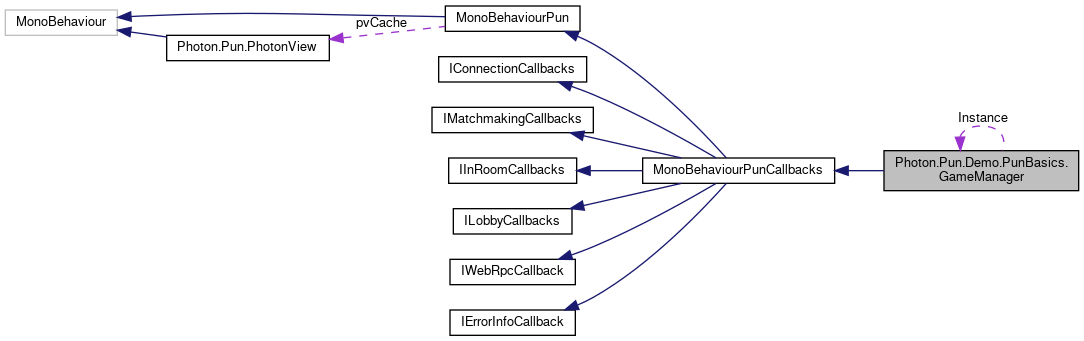 MonoBehaviour
pvCache
MonoBehaviourPun
Photon.Pun.PhotonView
IConnectionCallbacks
IMatchmakingCallbacks
IInRoomCallbacks
ILobbyCallbacks
IWebRpcCallback
IErrorInfoCallback
MonoBehaviourPunCallbacks
Instance
Photon.Pun.Demo.PunBasics.
GameManager